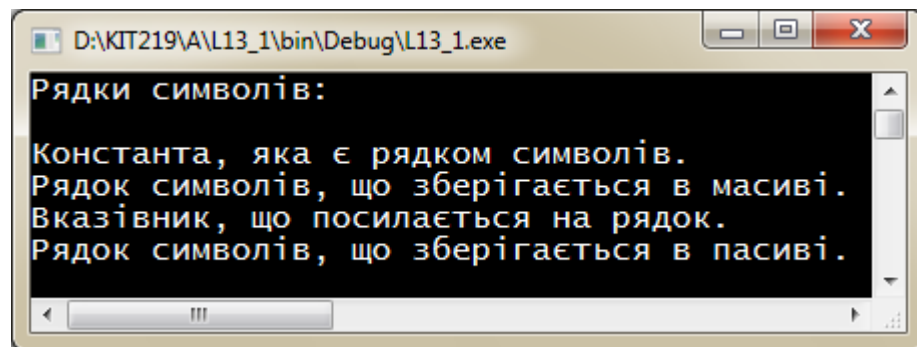 D:\KIT219\A\L13_1\bin\Debug\L13_1.exe
Рядки символів:
Константа, яка є рядком символів.
Рядок символів, що зберігається в масиві.
Вказівник, що посилається на рядок.
Рядок символів, що зберігається в пасиві.